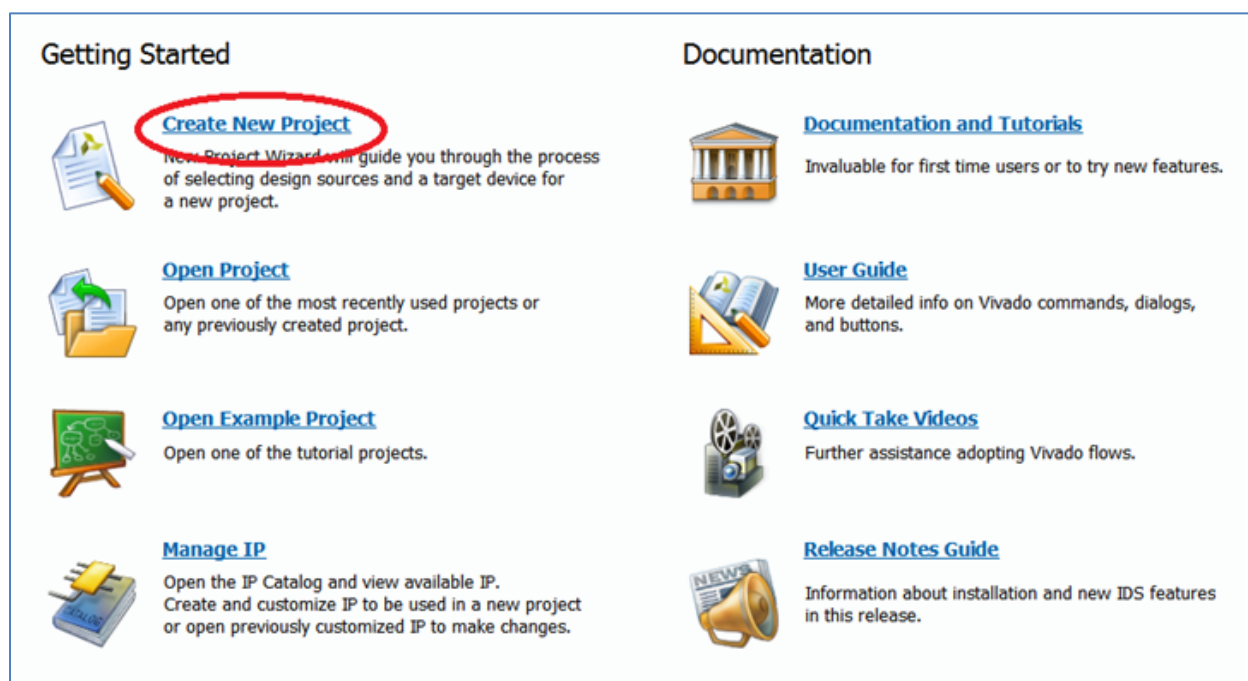 Getting Started
Create New Project
New Project Wizard will guide you through the process
of selecting design sources and a target device for
a new project.
Open Project
Open one of the most recently used projects or
any previously created project.
Open Example Project
Open one of the tutorial projects.
Manage IP
Open the IP Catalog and view available IP.
Create and customize IP to be used in a new project
or open previously customized IP to make changes.
CATALOG
Documentation
Documentation and Tutorials
Invaluable for first time users or to try new features.
User Guide
More detailed info on Vivado commands, dialogs,
and buttons.
Quick Take Videos
Further assistance adopting Vivado flows.
Release Notes Guide
Information about installation and new IDS features
in this release.
NEWS